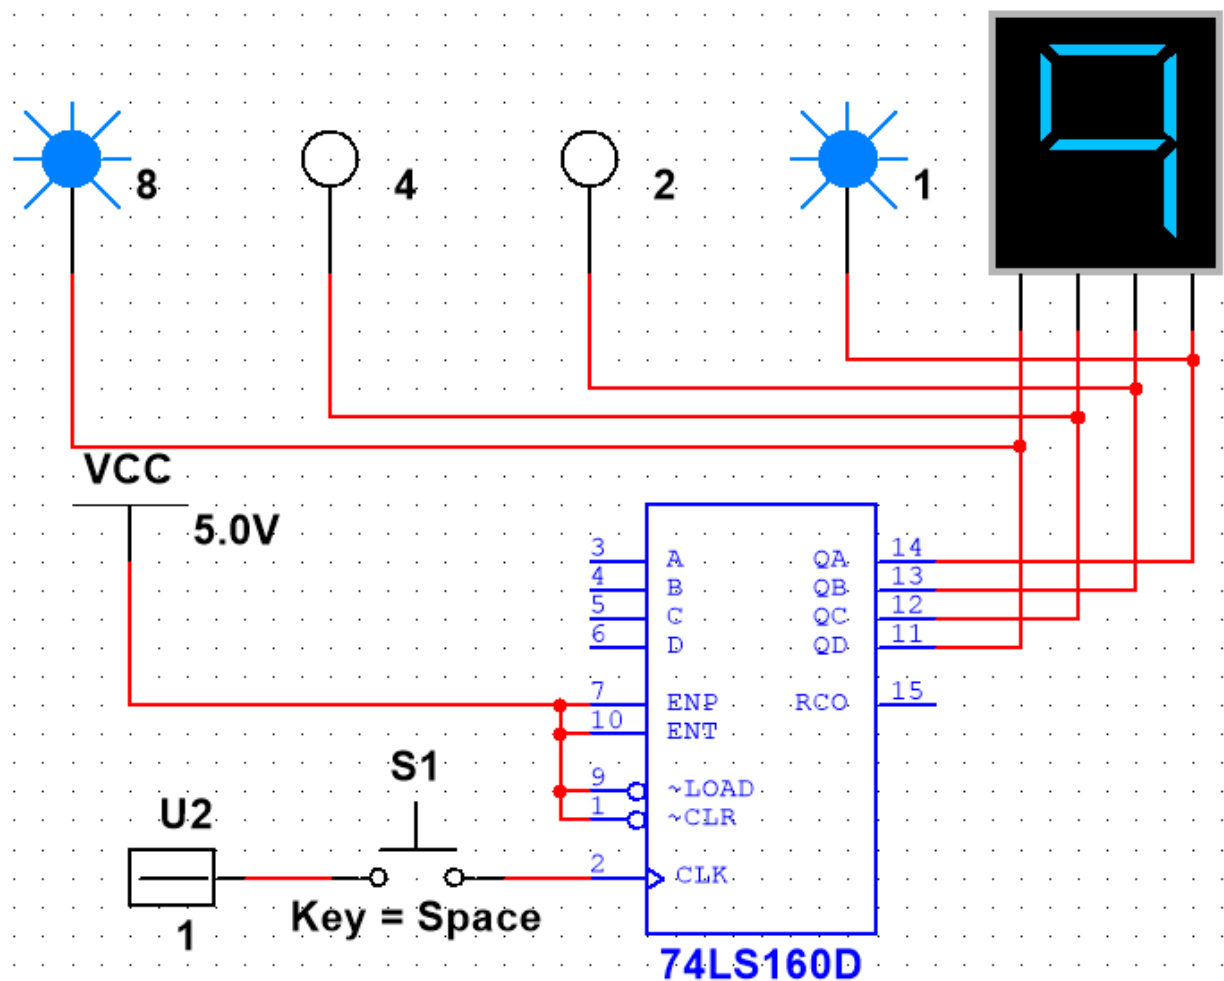 8
4
2
1
9
VCC
5.0V
3 A QA 14
4 B QB 13
5 C QC 12
6 D QD 11
7 ENP RCO 15
10 ENT
S1
9 ~LOAD
U2
1 ~CLR
2 CLK
Key = Space
1
74LS160D